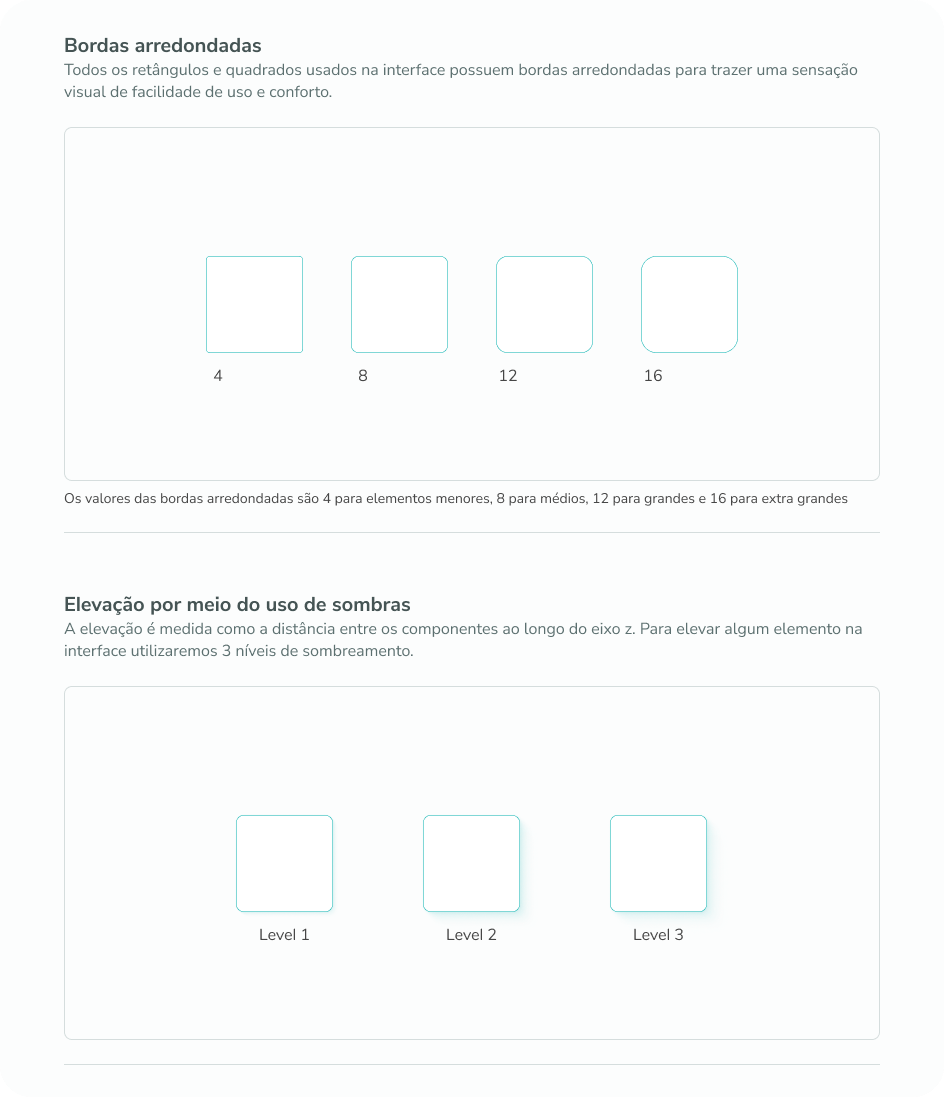 Bordas arredondadas
Todos os retângulos e quadrados usados na interface possuem bordas arredondadas para trazer uma sensação
visual de facilidade de uso e conforto.
4
8
12
16
Os valores das bordas arredondadas são 4 para elementos menores, 8 para médios, 12 para grandes e 16 para extra grandes
Elevação por meio do uso de sombras
A elevação é medida como a distância entre os componentes ao longo do eixo z. Para elevar algum elemento na
interface utilizaremos 3 níveis de sombreamento.
Level 1
Level 2
Level 3